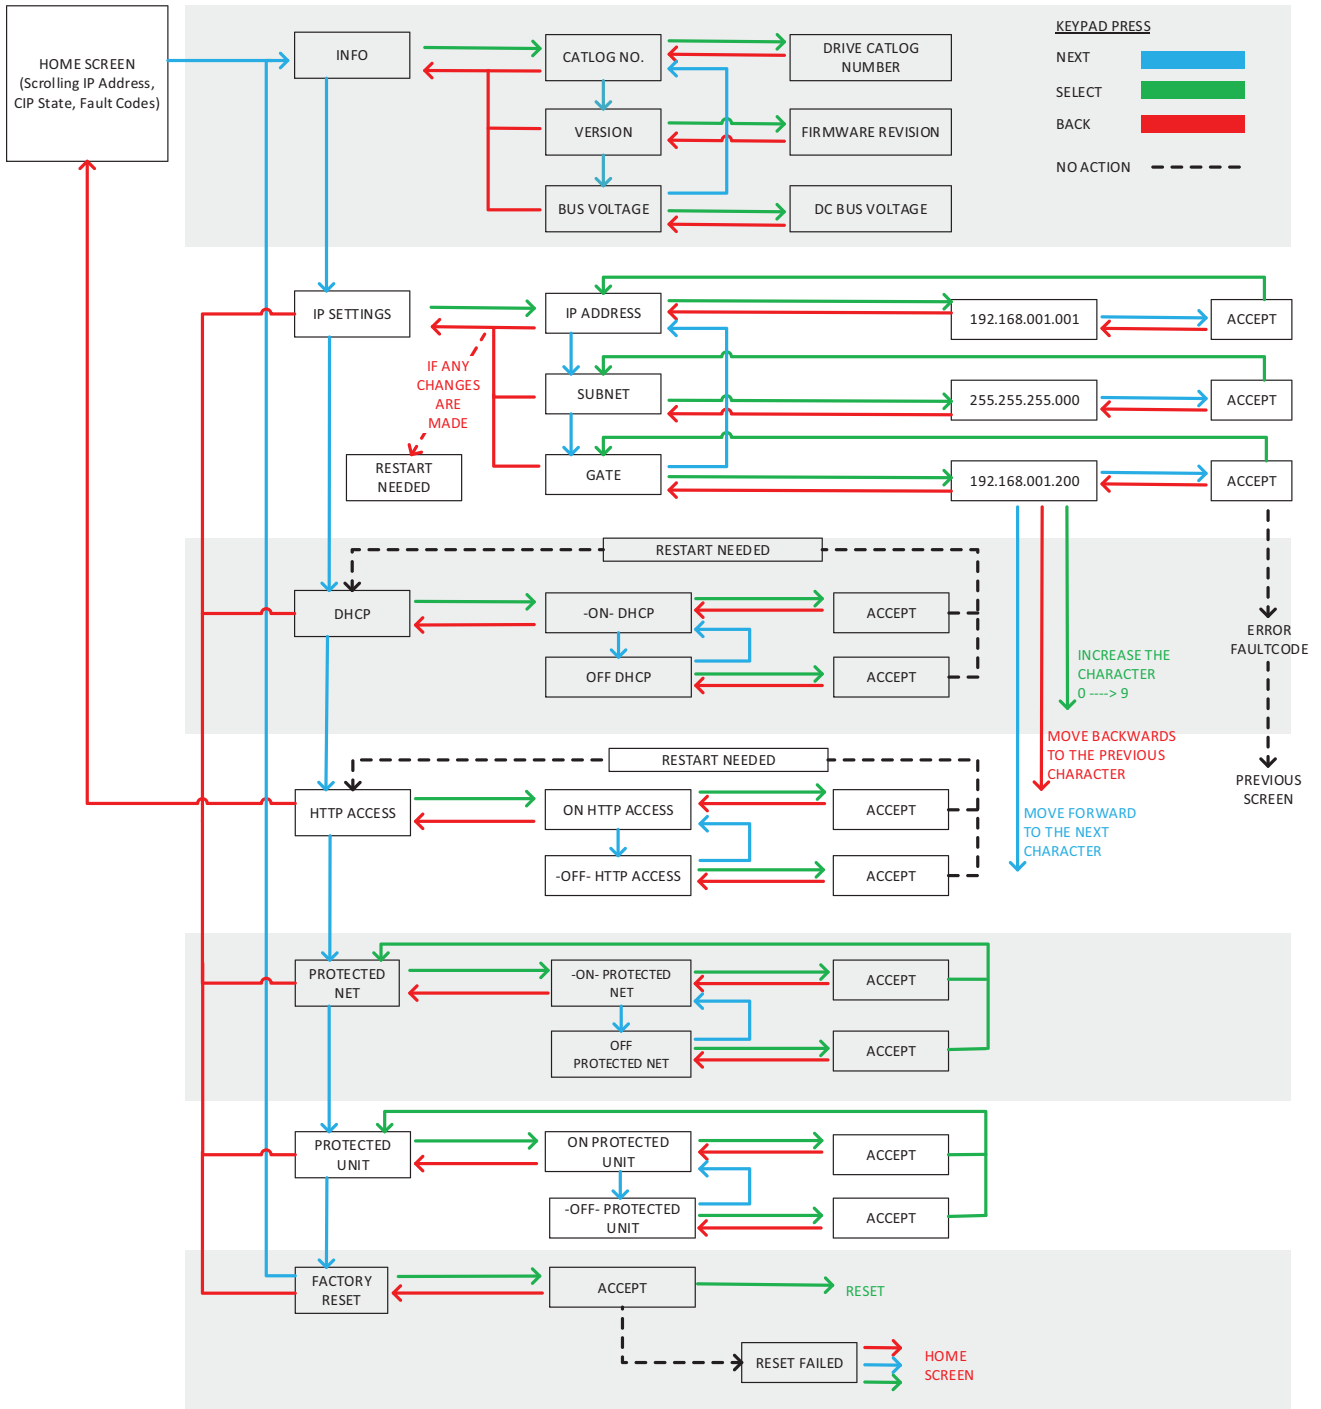 HOME SCREEN
(Scrolling IP Address,
CIP State, Fault Codes)
INFO
CATLOG NO.
DRIVE CATLOG
NUMBER
VERSION
FIRMWARE REVISION
BUS VOLTAGE
DC BUS VOLTAGE
KEYPAD PRESS
NEXT
SELECT
BACK
NO ACTION
IP SETTINGS
IP ADDRESS
192.168.001.001
ACCEPT
IF ANY
CHANGES
ARE
MADE
SUBNET
255.255.255.000
ACCEPT
RESTART
NEEDED
GATE
192.168.001.200
ACCEPT
RESTART NEEDED
DHCP
-ON- DHCP
ACCEPT
OFF DHCP
ACCEPT
INCREASE THE
CHARACTER
0 ----> 9
ERROR
FAULTCODE
MOVE BACKWARDS
TO THE PREVIOUS
CHARACTER
PREVIOUS
SCREEN
MOVE FORWARD
TO THE NEXT
CHARACTER
RESTART NEEDED
HTTP ACCESS
ON HTTP ACCESS
ACCEPT
-OFF- HTTP ACCESS
ACCEPT
PROTECTED
NET
-ON- PROTECTED
NET
ACCEPT
OFF
PROTECTED NET
ACCEPT
PROTECTED
UNIT
ON PROTECTED
UNIT
ACCEPT
-OFF- PROTECTED
UNIT
ACCEPT
FACTORY
RESET
ACCEPT
RESET
RESET FAILED
HOME
SCREEN